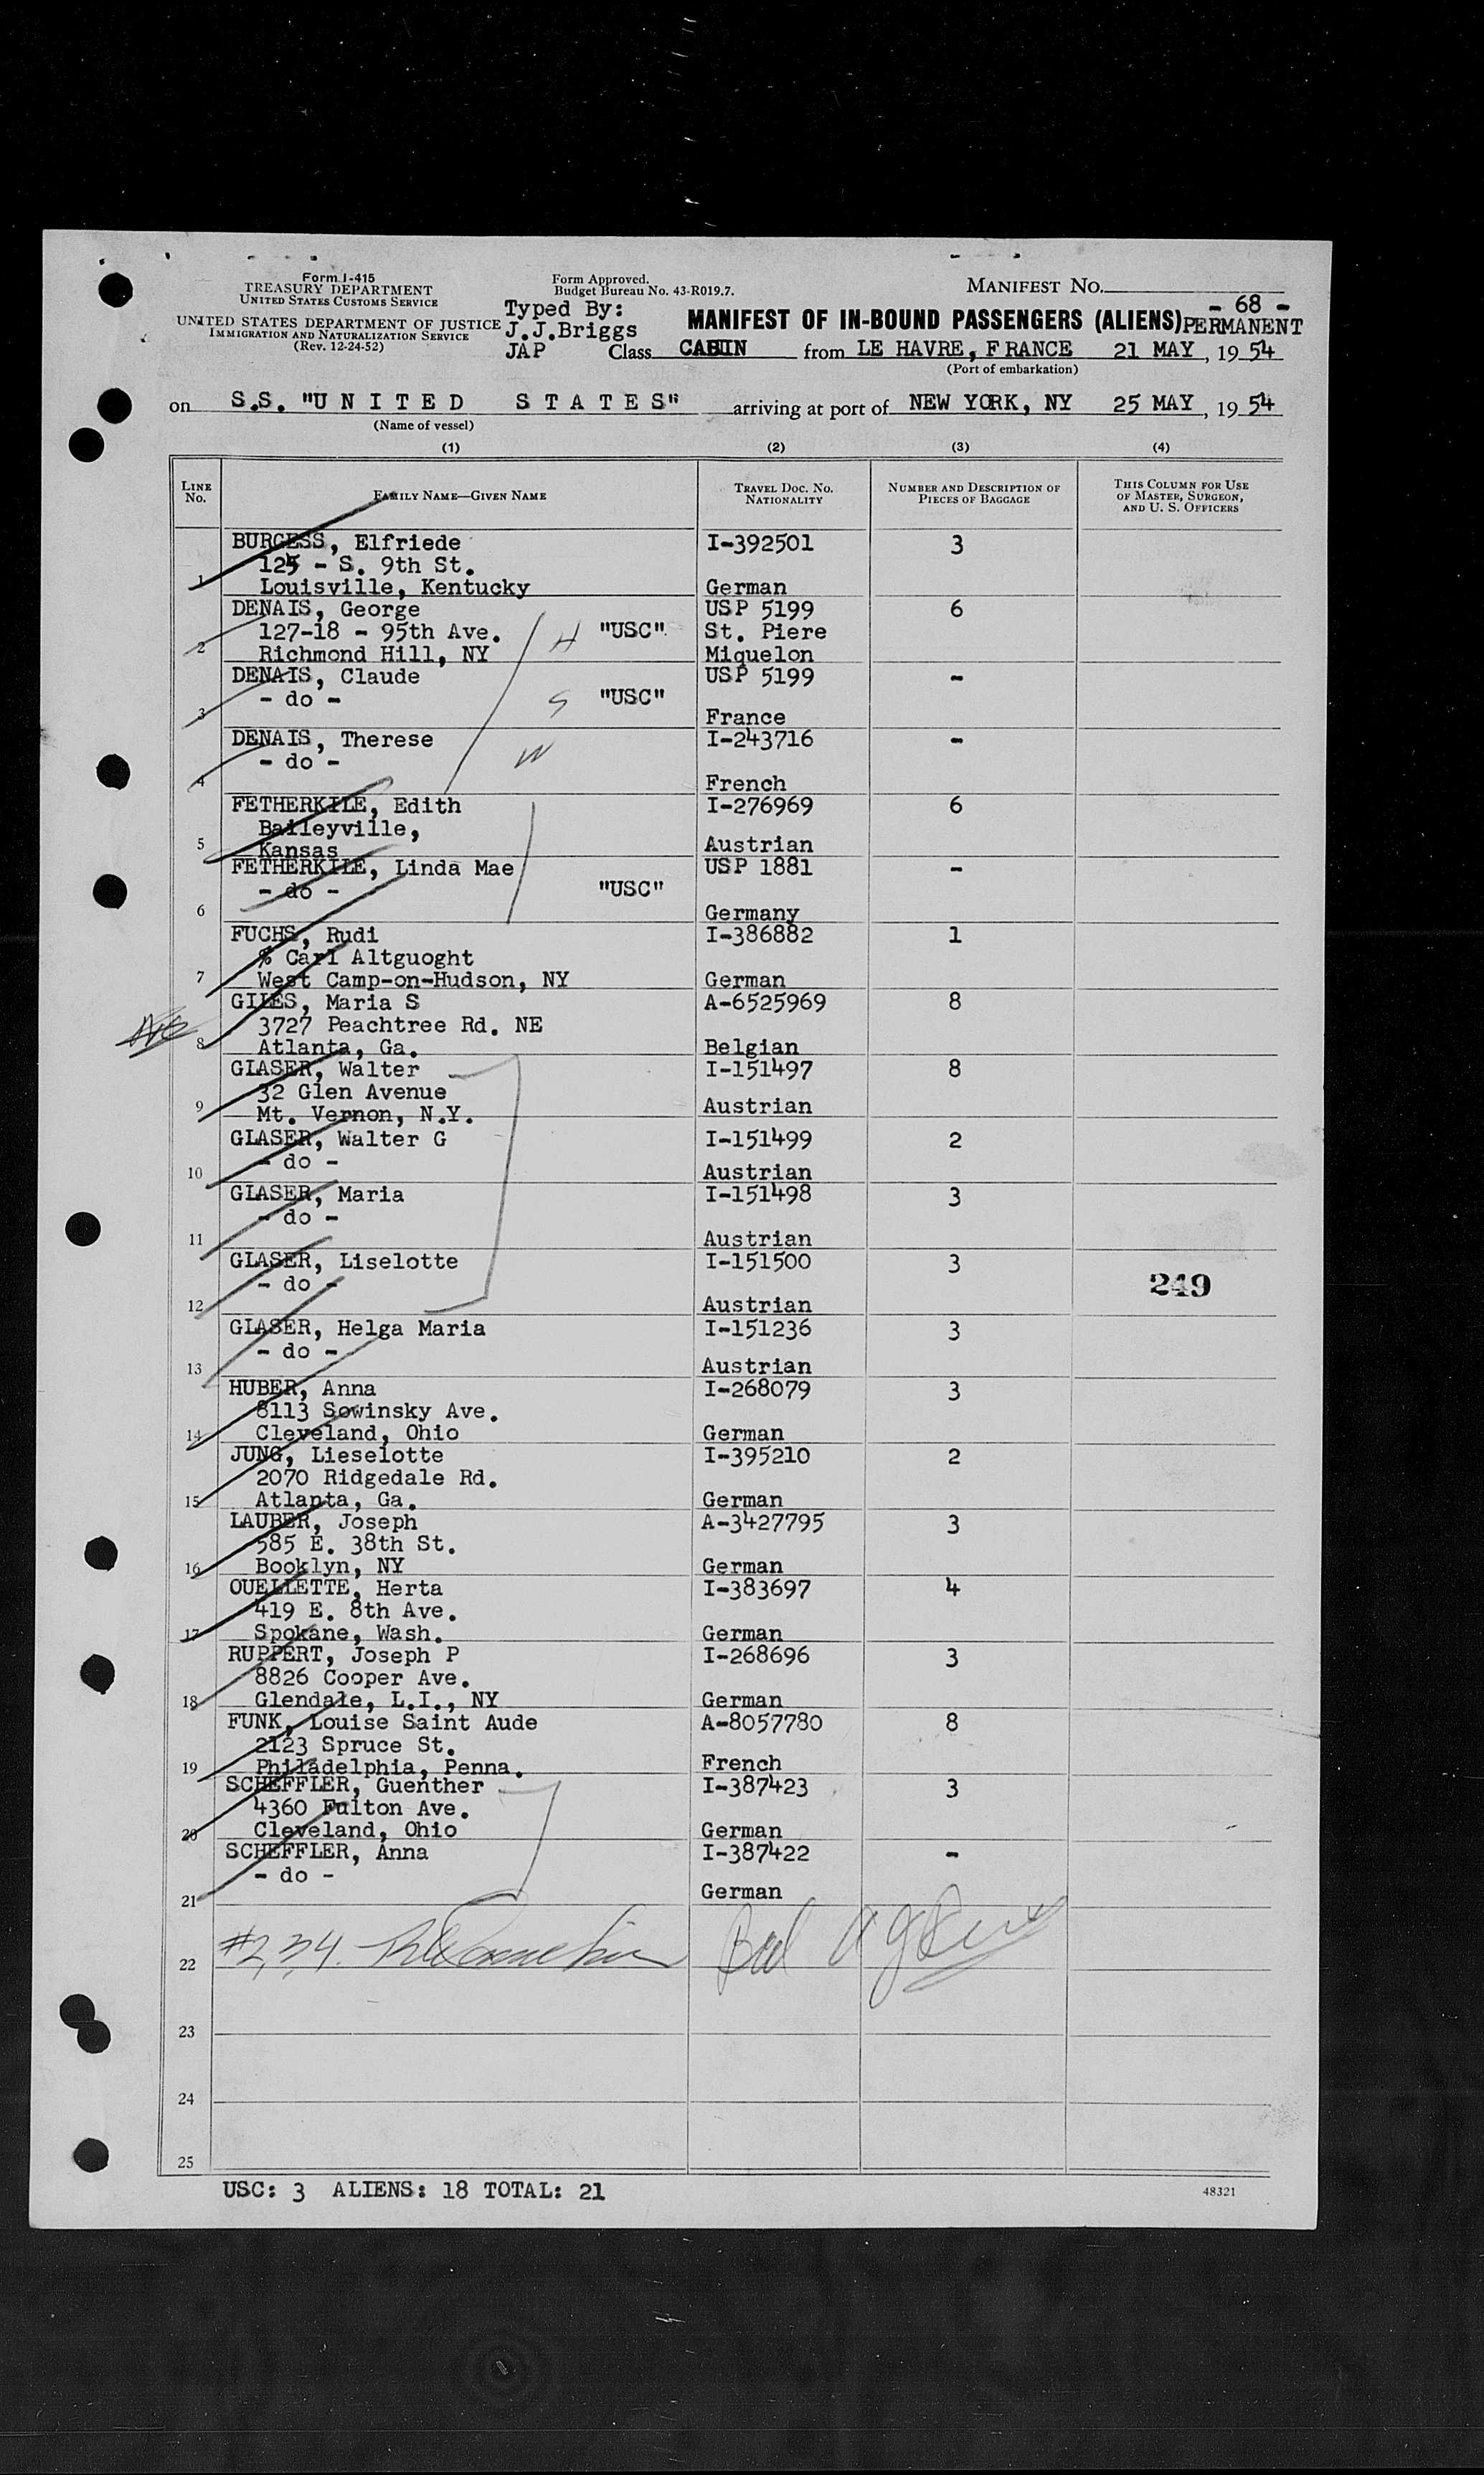 Form I-415
TREASURY DEPARTMENT
UNITED STATES CUSTOMS SERVICE
UNITED STATES DEPARTMENT OF JUSTICE
IMMIGRATION AND NATURALIZATION SERVICE
(Rev. 12-24-52)
Form Approved.
Budget Bureau No. 43-R019.7.
Typed By:
J.J.Briggs
JAP
MANIFEST NO.
- 68 -
MANIFEST OF IN-BOUND PASSENGERS (ALIENS) PERMANENT
Class CABIN from LE HAVRE, FRANCE 21 MAY, 19 54
(Port of embarkation)
on S.S. "U N I T E D S T A T E S" arriving at port of NEW YORK, NY 25 MAY, 19 54
(Name of vessel)
(1) (2) (3) (4)
LINE No. FAMILY NAME—GIVEN NAME TRAVEL DOC. NO. NATIONALITY NUMBER AND DESCRIPTION OF PIECES OF BAGGAGE THIS COLUMN FOR USE OF MASTER, SURGEON, AND U. S. OFFICERS
BURGESS, Elfriede I-392501 3
125 - S. 9th St.
1 Louisville, Kentucky German
DENAIS, George USP 5199 6
127-18 - 95th Ave. H "USC" St. Piere
2 Richmond Hill, NY Miquelon
DENAIS, Claude USP 5199 -
- do - S "USC"
3 France
DENAIS, Therese I-243716 -
- do - W
4 French
FETHERKILE, Edith I-276969 6
Baileyville,
5 Kansas Austrian
FETHERKILE, Linda Mae USP 1881 -
- do - "USC"
6 Germany
FUCHS, Rudi I-386882 1
% Carl Altguoght
7 West Camp-on-Hudson, NY German
GILES, Maria S A-6525969 8
3727 Peachtree Rd. NE
8 Atlanta, Ga. Belgian
GLASER, Walter I-151497 8
32 Glen Avenue
9 Mt. Vernon, N.Y. Austrian
GLASER, Walter G I-151499 2
- do -
10 Austrian
GLASER, Maria I-151498 3
- do -
11 Austrian
GLASER, Liselotte I-151500 3
- do - 249
12 Austrian
GLASER, Helga Maria I-151236 3
- do -
13 Austrian
HUBER, Anna I-268079 3
8113 Sowinsky Ave.
14 Cleveland, Ohio German
JUNG, Lieselotte I-395210 2
2070 Ridgedale Rd.
15 Atlanta, Ga. German
LAUBER, Joseph A-3427795 3
585 E. 38th St.
16 Booklyn, NY German
OUELLETTE, Herta I-383697 4
419 E. 8th Ave.
17 Spokane, Wash. German
RUPPERT, Joseph P I-268696 3
8826 Cooper Ave.
18 Glendale, L.I., NY German
FUNK, Louise Saint Aude A-8057780 8
2123 Spruce St.
19 Philadelphia, Penna. French
SCHEFFLER, Guenther I-387423 3
4360 Fulton Ave.
20 Cleveland, Ohio German
SCHEFFLER, Anna I-387422 -
- do -
21 German
22 #2,3,4. Bal
23
24
25
USC: 3 ALIENS: 18 TOTAL: 21
48321